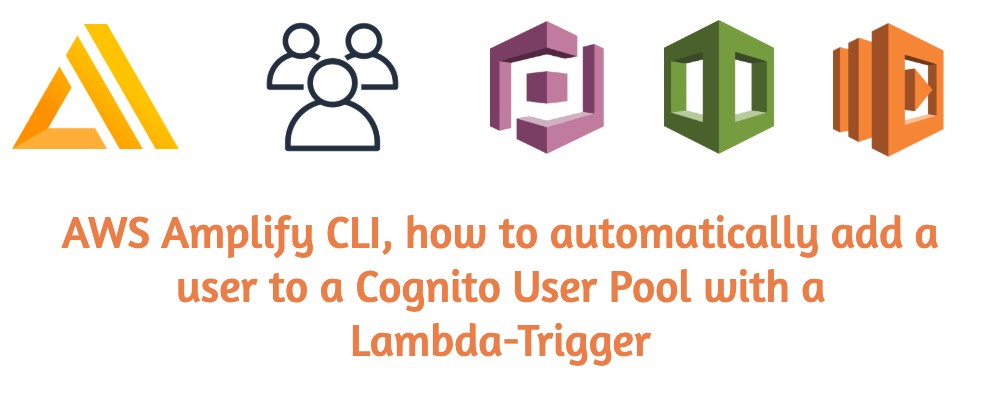 AWS Amplify CLI, how to automatically add a
user to a Cognito User Pool with a
Lambda-Trigger